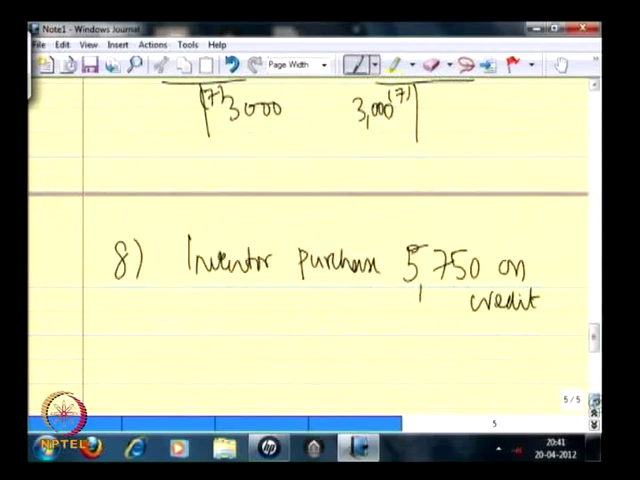 Note1 - Windows Journal
File Edit View Insert Actions Tools Help
Page Width
(7) 3000 3,000 (7)
8) Inventor purchase 5,750 on
credit
5 / 5
5
NPTEL
20:41
20-04-2012